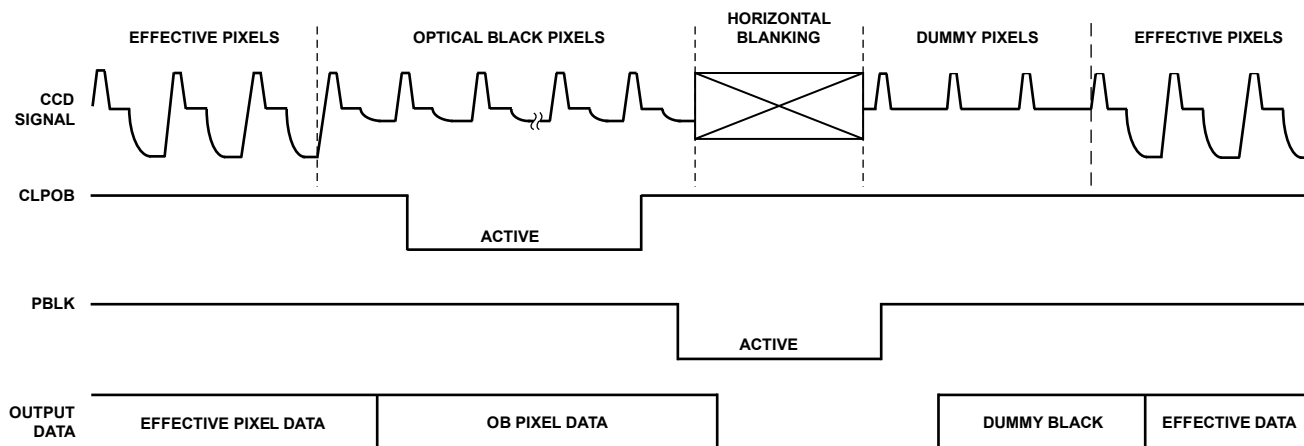 EFFECTIVE PIXELS
OPTICAL BLACK PIXELS
HORIZONTAL
BLANKING
DUMMY PIXELS
EFFECTIVE PIXELS
CCD
SIGNAL
CLPOB
ACTIVE
PBLK
ACTIVE
OUTPUT
DATA
EFFECTIVE PIXEL DATA
OB PIXEL DATA
DUMMY BLACK
EFFECTIVE DATA